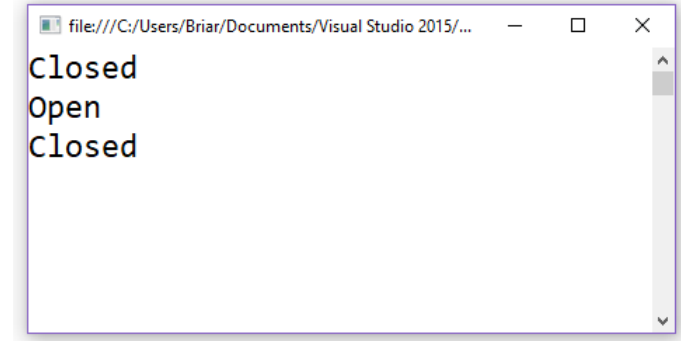 file:///C:/Users/Briar/Documents/Visual Studio 2015/...
Closed
Open
Closed